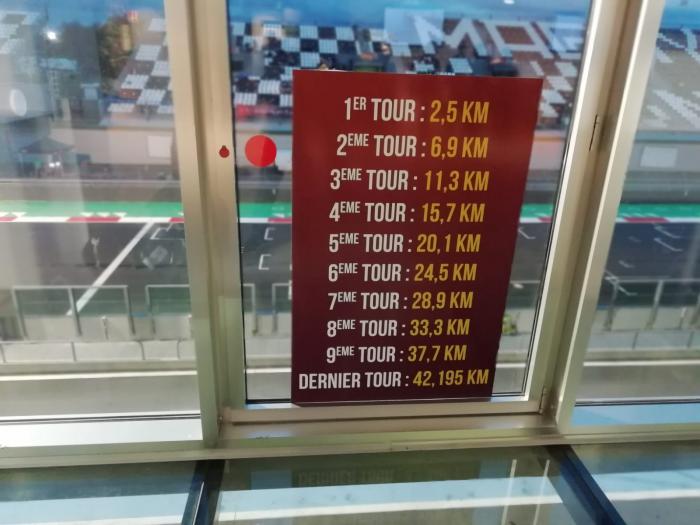 MA
1ER TOUR : 2,5 KM
2EME TOUR : 6,9 KM
3EME TOUR : 11,3 KM
4EME TOUR : 15,7 KM
5EME TOUR : 20,1 KM
6EME TOUR : 24,5 KM
7EME TOUR : 28,9 KM
8EME TOUR : 33,3 KM
9EME TOUR : 37,7 KM
DERNIER TOUR : 42,195 KM